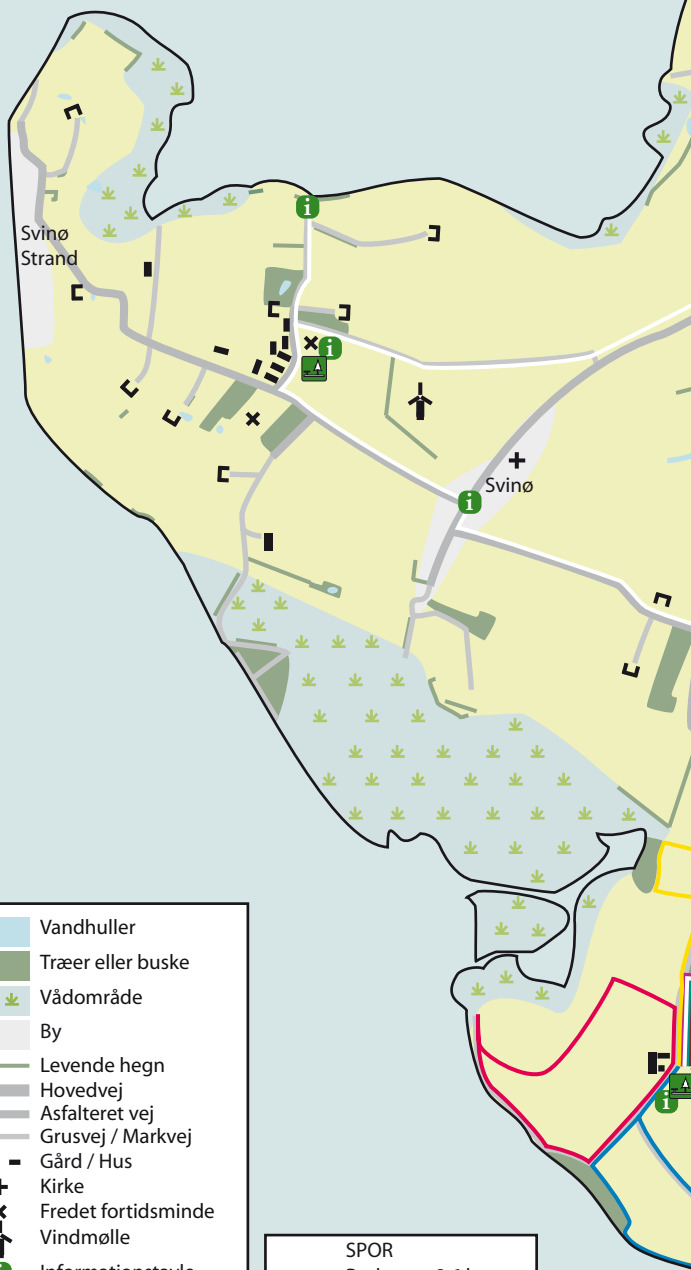 Svinø
Strand
Svinø
Vandhuller
Træer eller buske
Vådområde
By
Levende hegn
Hovedvej
Asfalteret vej
Grusvej / Markvej
Gård / Hus
Kirke
Fredet fortidsminde
Vindmølle
SPOR